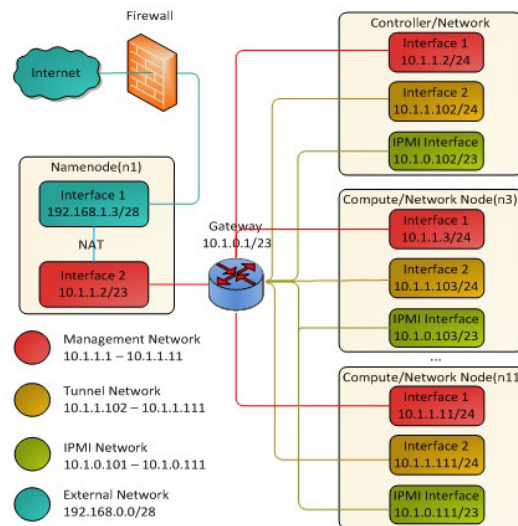 Firewall
Internet
Namenode(n1)
Interface 1
192.168.1.3/28
NAT
Interface 2
10.1.1.2/23
Gateway
10.1.0.1/23
Controller/Network
Interface 1
10.1.1.2/24
Interface 2
10.1.1.102/24
IPMI Interface
10.1.0.102/23
Compute/Network Node(n3)
Interface 1
10.1.1.3/24
Interface 2
10.1.1.103/24
IPMI Interface
10.1.0.103/23
...
Compute/Network Node(n11
Interface 1
10.1.1.11/24
Interface 2
10.1.1.111/24
IPMI Interface
10.1.0.111/23
Management Network
10.1.1.1 – 10.1.1.11
Tunnel Network
10.1.1.102 – 10.1.1.111
IPMI Network
10.1.0.101 – 10.1.0.111
External Network
192.168.0.0/28